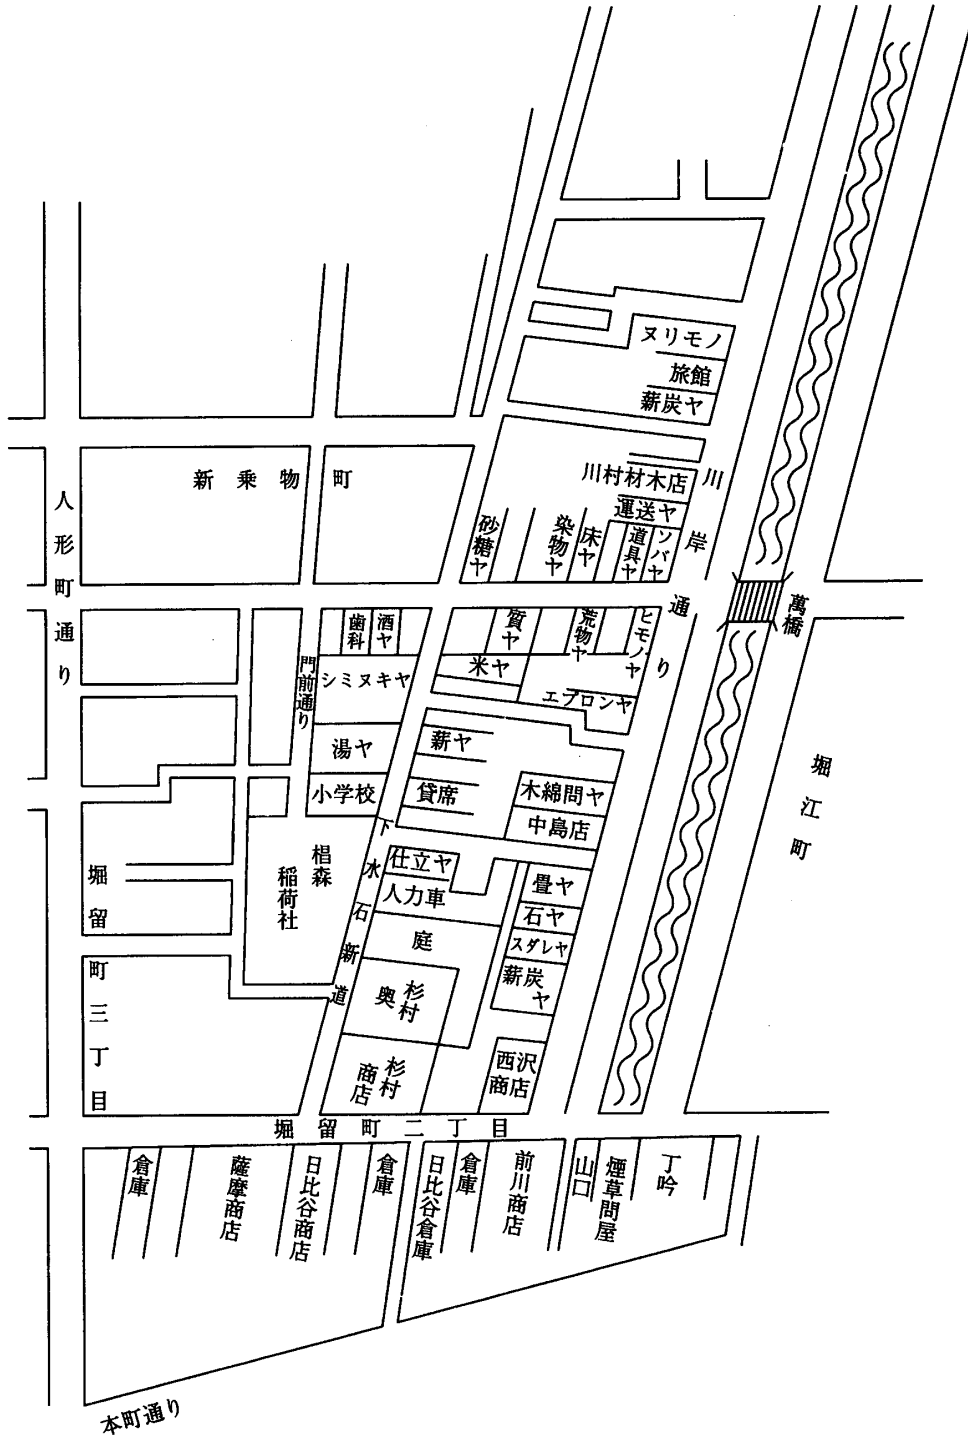 ヌリモノ
旅館
薪炭ヤ
川村材木店
運送ヤ
道具ヤ
ソバヤ
床ヤ
染物ヤ
砂糖ヤ
川岸通り
新乗物町
人形町通り
萬橋
堀江町
歯科
酒ヤ
門前通り
シミヌキヤ
湯ヤ
小学校
質ヤ
荒物ヤ
ヒモノヤ
米ヤ
エプロンヤ
薪ヤ
貸席
木綿問ヤ
中島店
下水石新道
椙森
稲荷社
仕立ヤ
人力車
庭
杉村
奥
杉村
商店
畳ヤ
石ヤ
スダレヤ
薪炭ヤ
西沢
商店
堀留町三丁目
堀留町二丁目
倉庫
薩摩商店
日比谷商店
倉庫
日比谷倉庫
倉庫
前川商店
山口
煙草問屋
丁吟
本町通り